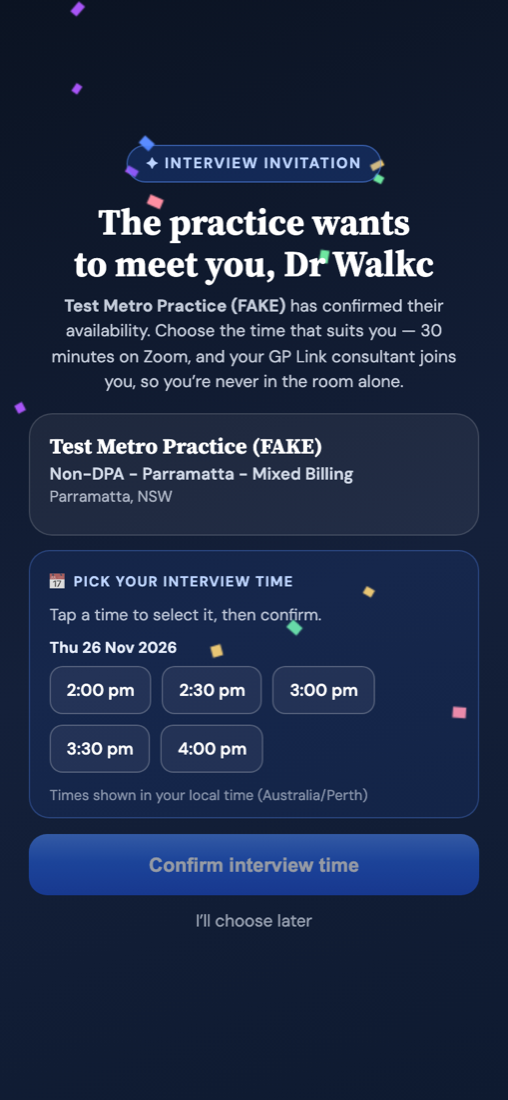 ✦ INTERVIEW INVITATION
The practice wants
to meet you, Dr Walkc
Test Metro Practice (FAKE) has confirmed their
availability. Choose the time that suits you — 30
minutes on Zoom, and your GP Link consultant joins
you, so you’re never in the room alone.
Test Metro Practice (FAKE)
Non-DPA - Parramatta - Mixed Billing
Parramatta, NSW
📅 PICK YOUR INTERVIEW TIME
Tap a time to select it, then confirm.
Thu 26 Nov 2026
2:00 pm 2:30 pm 3:00 pm
3:30 pm 4:00 pm
Times shown in your local time (Australia/Perth)
Confirm interview time
I’ll choose later